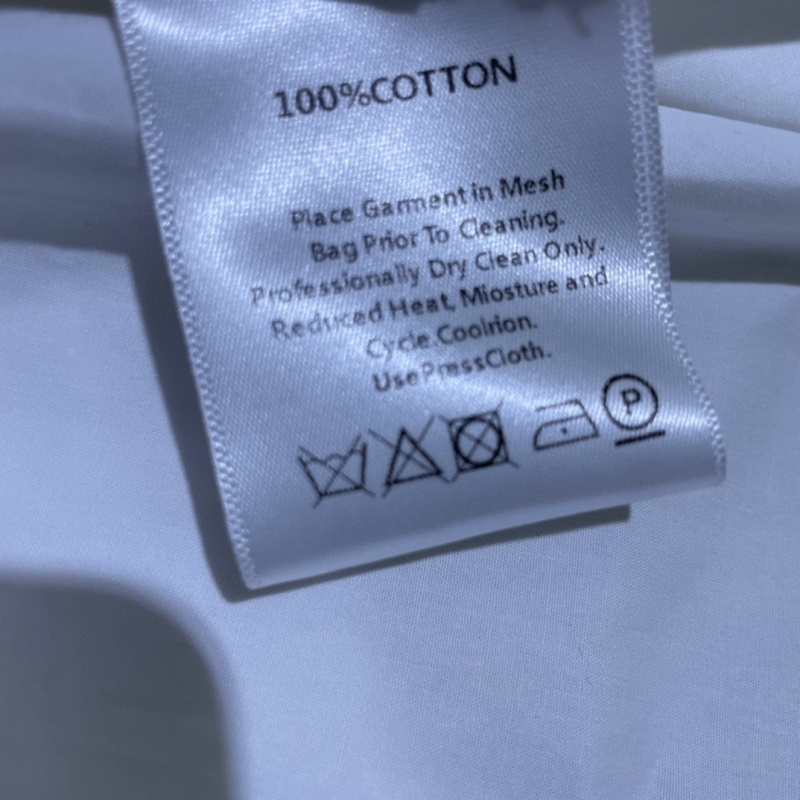 100%COTTON
Place Garment in Mesh
Bag Prior To Cleaning.
Professionally Dry Clean Only.
Reduced Heat, Miosture and
Cycle.Coolrion.
UsePressCloth.
P